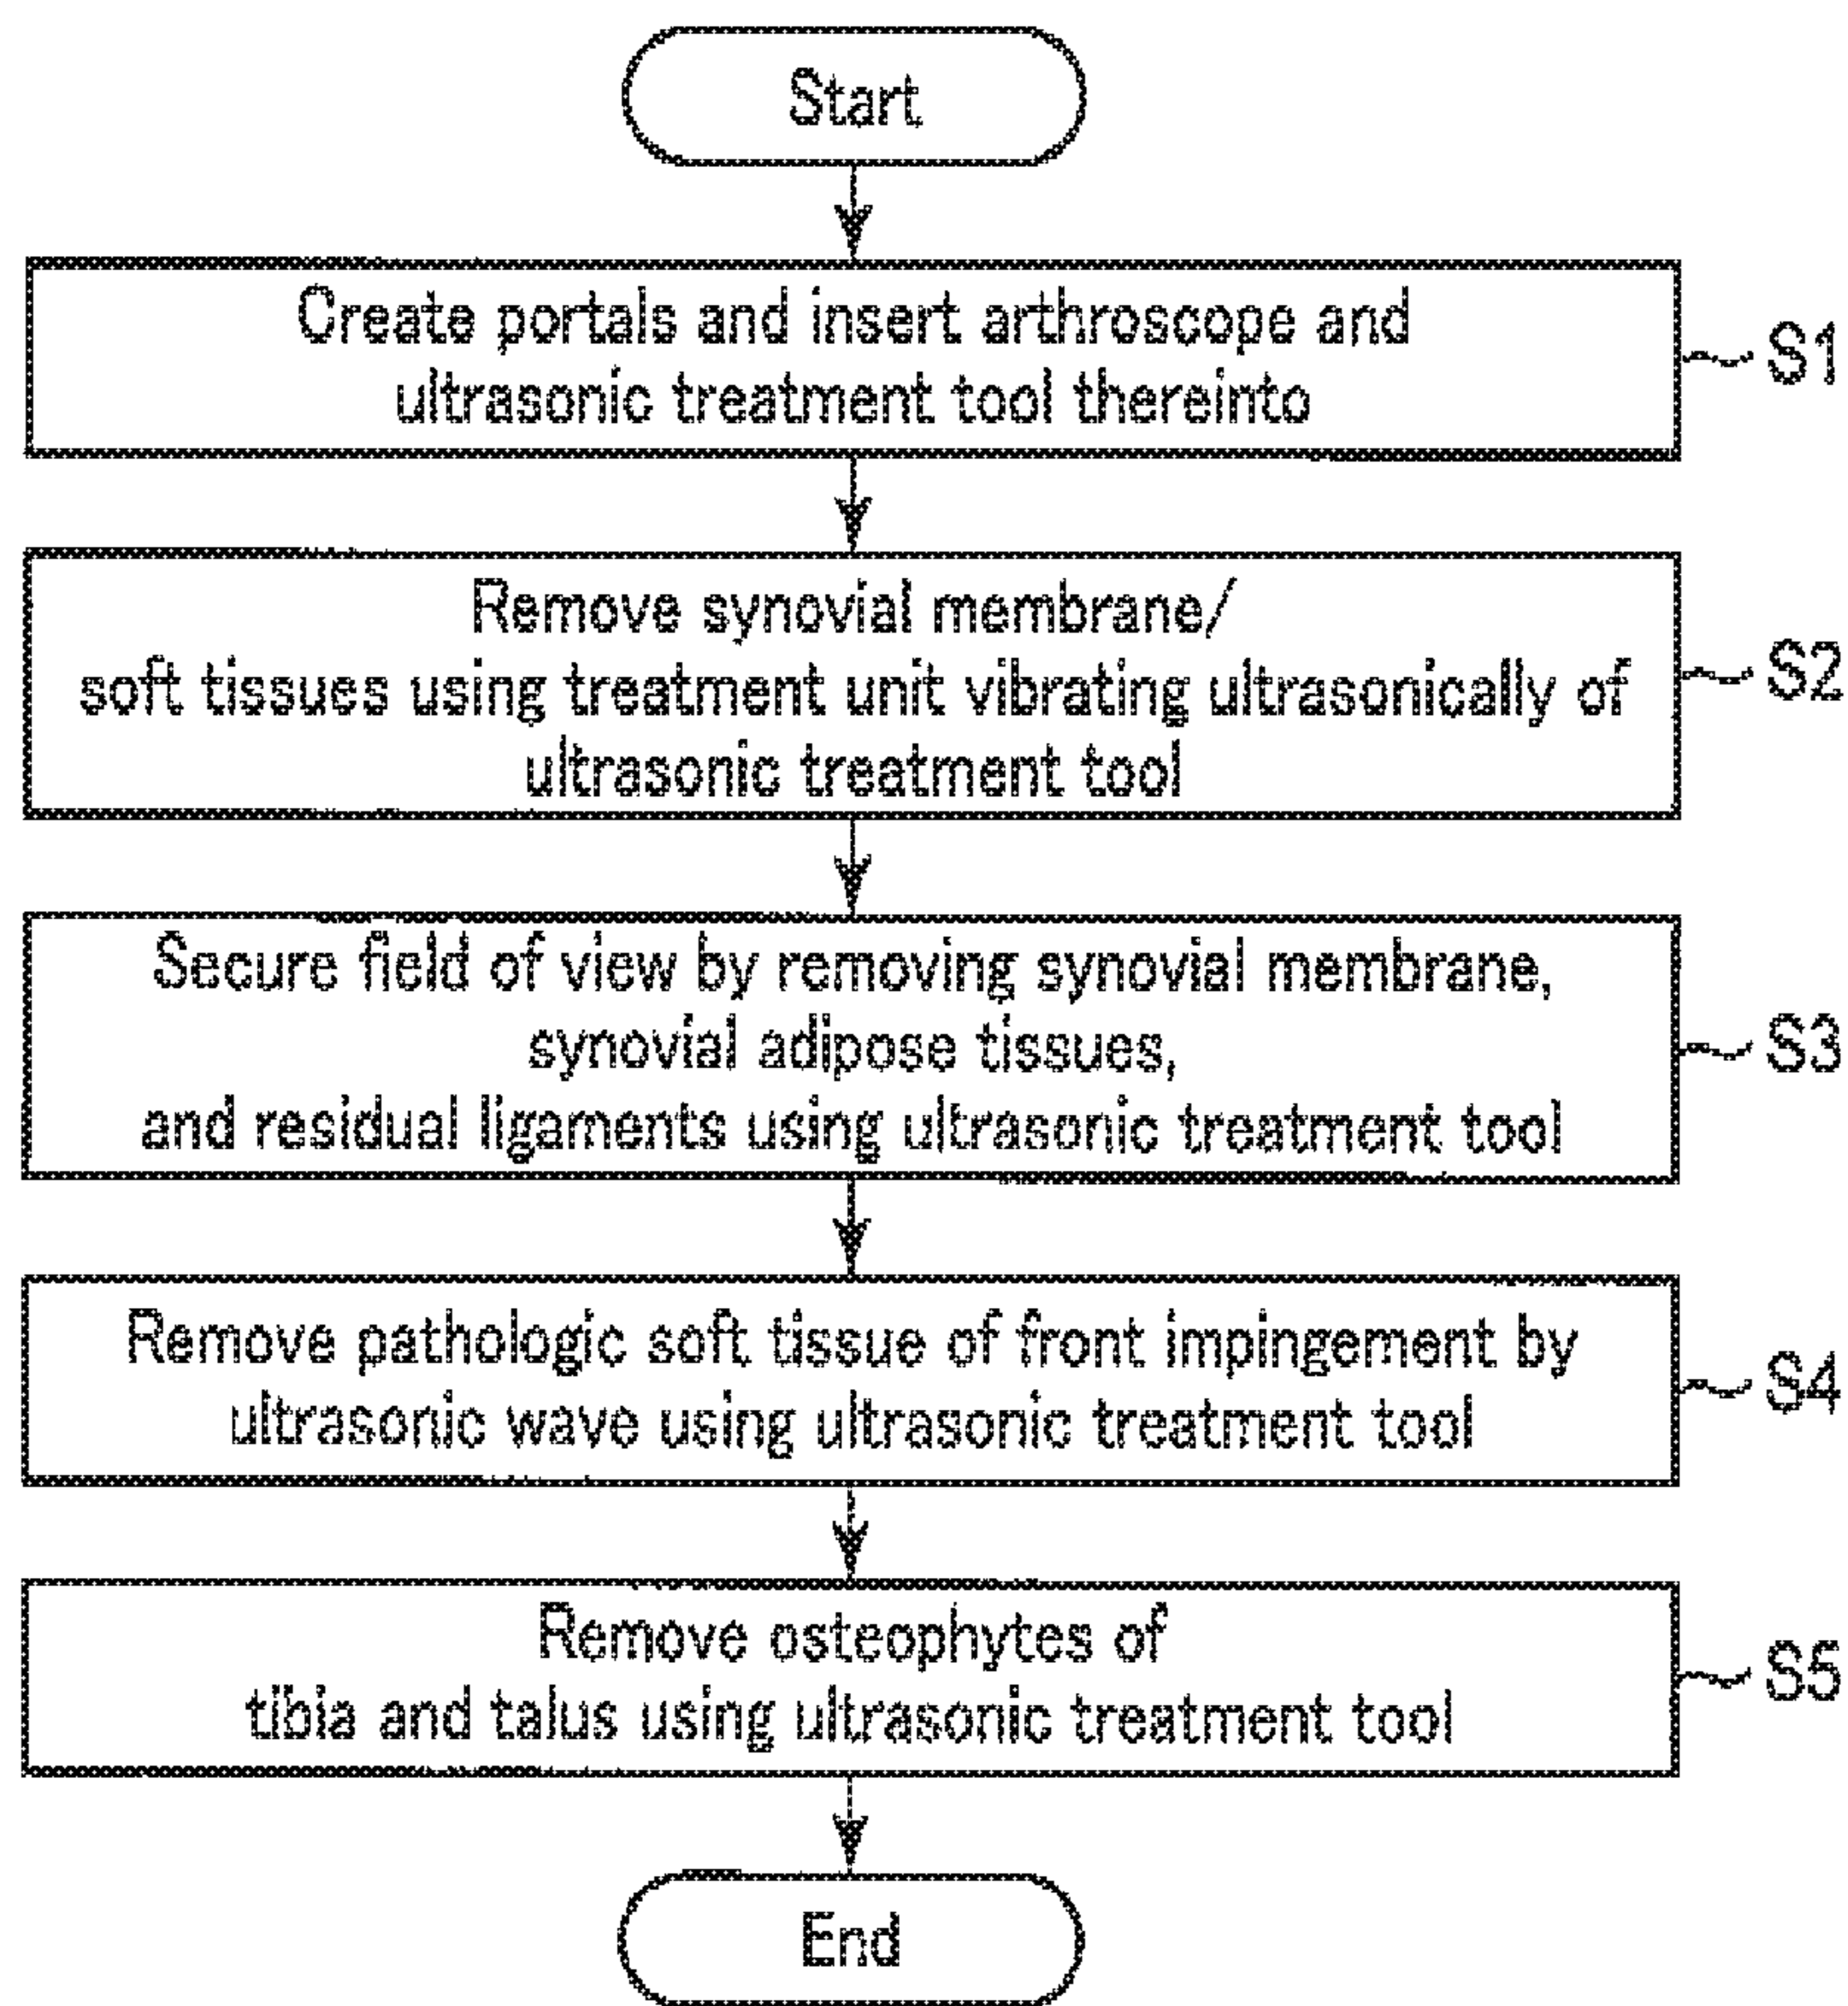 Start
Create portals and insert arthroscope and
ultrasonic treatment tool thereinto
S1
Remove synovial membrane/
soft tissues using treatment unit vibrating ultrasonically of
ultrasonic treatment tool
S2
Secure field of view by removing synovial membrane,
synovial adipose tissues,
and residual ligaments using ultrasonic treatment tool
S3
Remove pathologic soft tissue of front impingement by
ultrasonic wave using ultrasonic treatment tool
S4
Remove osteophytes of
tibia and talus using ultrasonic treatment tool
S5
End